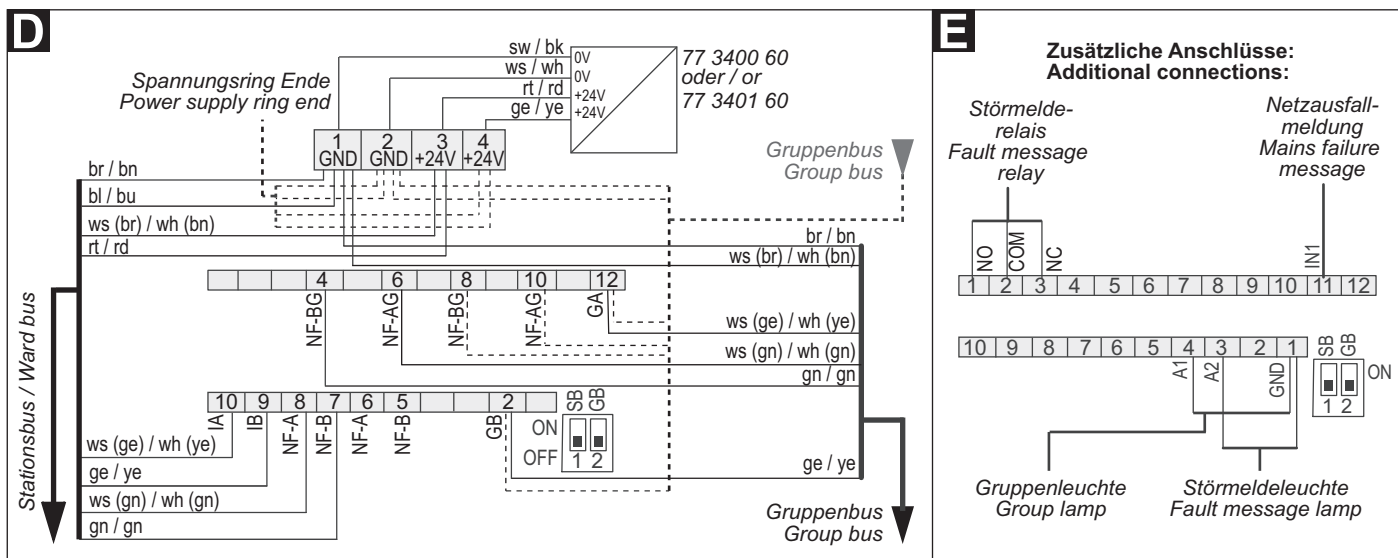 D
sw / bk
ws / wh
rt / rd
ge / ye
0V
0V
+24V
+24V
77 3400 60
oder / or
77 3401 60
Spannungsring Ende
Power supply ring end
1 2 3 4
GND GND +24V +24V
Gruppenbus
Group bus
br / bn
bl / bu
ws (br) / wh (bn)
rt / rd
br / bn
ws (br) / wh (bn)
4 6 8 10 12
NF-BG NF-AG NF-BG NF-AG GA
ws (ge) / wh (ye)
ws (gn) / wh (gn)
gn / gn
10 9 8 7 6 5 2
IA IB NF-A NF-B NF-A NF-B GB
SB GB
ON
OFF
1 2
ws (ge) / wh (ye)
ge / ye
ws (gn) / wh (gn)
gn / gn
ge / ye
Stationsbus / Ward bus
Gruppenbus
Group bus
E
Zusätzliche Anschlüsse:
Additional connections:
Störmelde-
relais
Fault message
relay
Netzausfall-
meldung
Mains failure
message
NO COM NC IN1
1 2 3 4 5 6 7 8 9 10 11 12
10 9 8 7 6 5 4 3 2 1
A1 A2 GND
SB GB
ON
1 2
Gruppenleuchte
Group lamp
Störmeldeleuchte
Fault message lamp